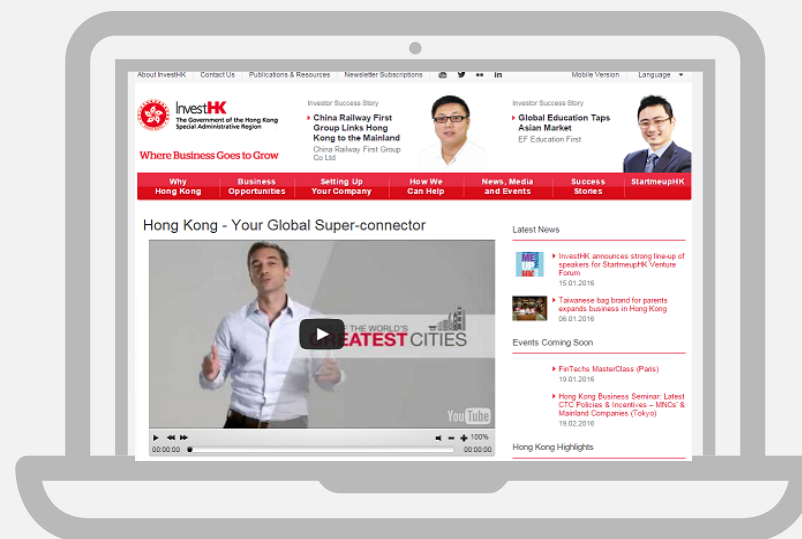 About InvestHK
Contact Us
Publications & Resources
Newsletter Subscriptions
in
Mobile Version
Language
InvestHK
The Government of the Hong Kong
Special Administrative Region
Where Business Goes to Grow
Investor Success Story
China Railway First
Group Links Hong
Kong to the Mainland
China Railway First Group
Co Ltd
Investor Success Story
Global Education Taps
Asian Market
EF Education First
Why
Hong Kong
Business
Opportunities
Setting Up
Your Company
How We
Can Help
News, Media
and Events
Success
Stories
StartmeupHK
Hong Kong - Your Global Super-connector
E THE WORLD'S
GREATEST CITIES
YouTube
100%
00:00:00
00:00:00
Latest News
ME
UP
HK
InvestHK announces strong line-up of
speakers for StartmeupHK Venture
Forum
15.01.2016
Taiwanese bag brand for parents
expands business in Hong Kong
06.01.2016
Events Coming Soon
FinTechs MasterClass (Paris)
19.01.2016
Hong Kong Business Seminar: Latest
CTC Policies & Incentives – MNCs' &
Mainland Companies (Tokyo)
19.02.2016
Hong Kong Highlights